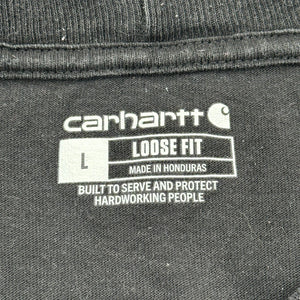 carhartt
L
LOOSE FIT
MADE IN HONDURAS
BUILT TO SERVE AND PROTECT
HARDWORKING PEOPLE